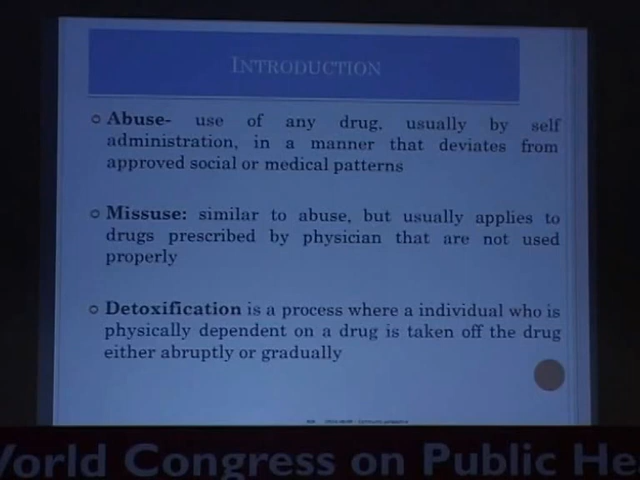 INTRODUCTION
Abuse- use of any drug, usually by self
administration, in a manner that deviates from
approved social or medical patterns
Missuse: similar to abuse, but usually applies to
drugs prescribed by physician that are not used
properly
Detoxification is a process where a individual who is
physically dependent on a drug is taken off the drug
either abruptly or gradually
World Congress on Public He